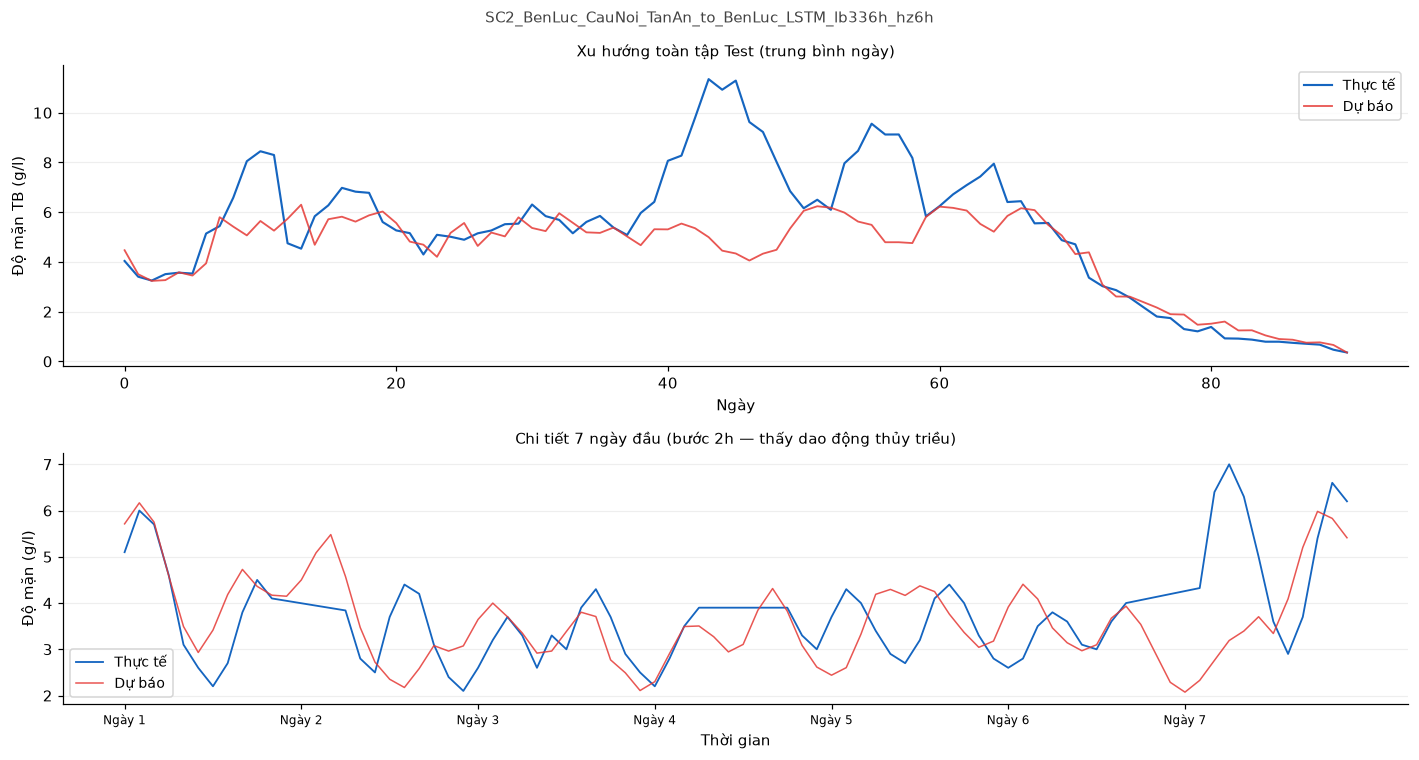 SC2_BenLuc_CauNoi_TanAn_to_BenLuc_LSTM_lb336h_hz6h
Xu hướng toàn tập Test (trung bình ngày)
Độ mặn TB (g/l)
10
8
6
4
2
0
Thực tế
Dự báo
0 20 40 60 80
Ngày
Chi tiết 7 ngày đầu (bước 2h — thấy dao động thủy triều)
Độ mặn (g/l)
7
6
5
4
3
2
Thực tế
Dự báo
Ngày 1 Ngày 2 Ngày 3 Ngày 4 Ngày 5 Ngày 6 Ngày 7
Thời gian